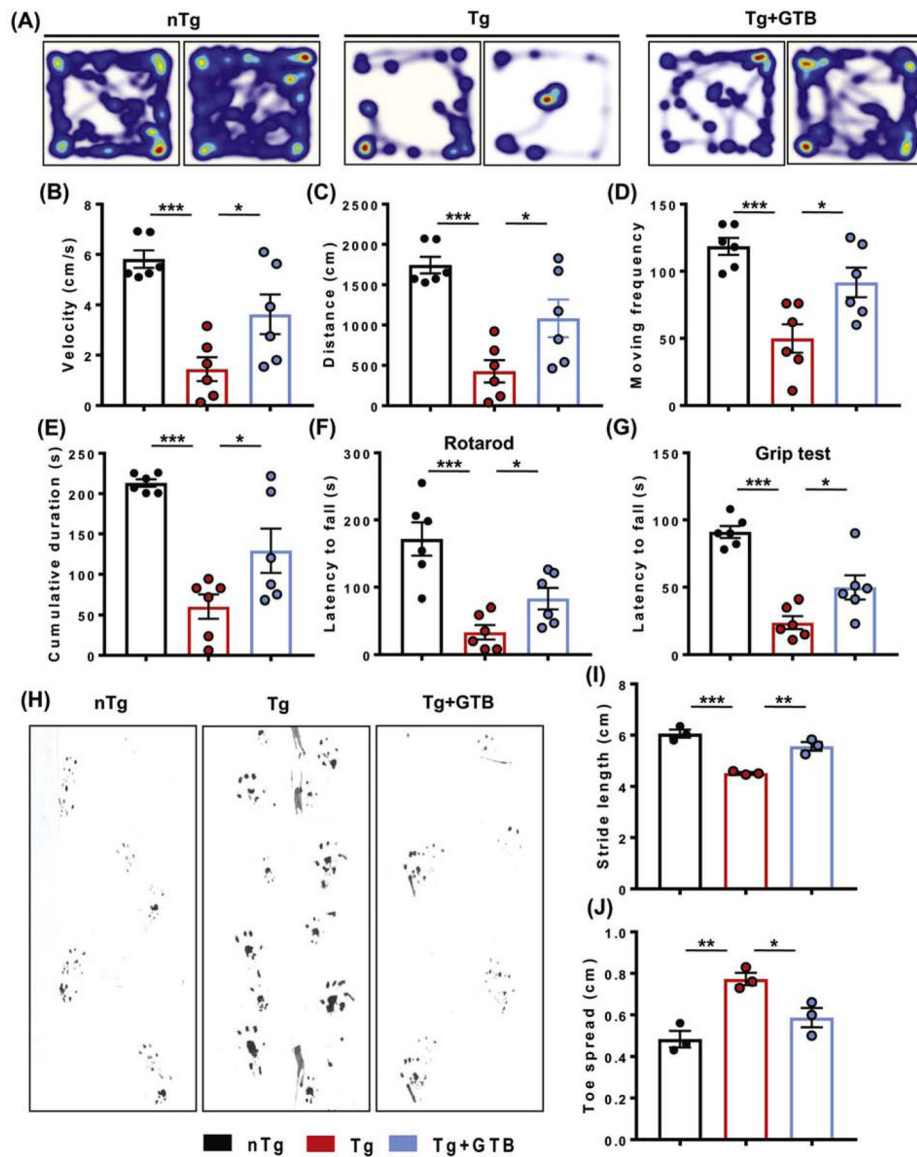 (A) nTg Tg Tg+GTB
(B) (C) (D)
*** * *** * *** *
Velocity (cm/s) 8 6 4 2 0
Distance (cm) 2500 2000 1500 1000 500 0
Moving frequency 150 100 50 0
(E) (F) (G)
Rotarod Grip test
*** * *** * *** *
Cumulative duration (s) 250 200 150 100 50 0
Latency to fall (s) 300 200 100 0
Latency to fall (s) 150 100 50 0
(H) nTg Tg Tg+GTB
(I)
*** **
Stride length (cm) 8 6 4 2 0
(J)
** *
Toe spread (cm) 1.0 0.8 0.6 0.4 0.2 0.0
nTg Tg Tg+GTB